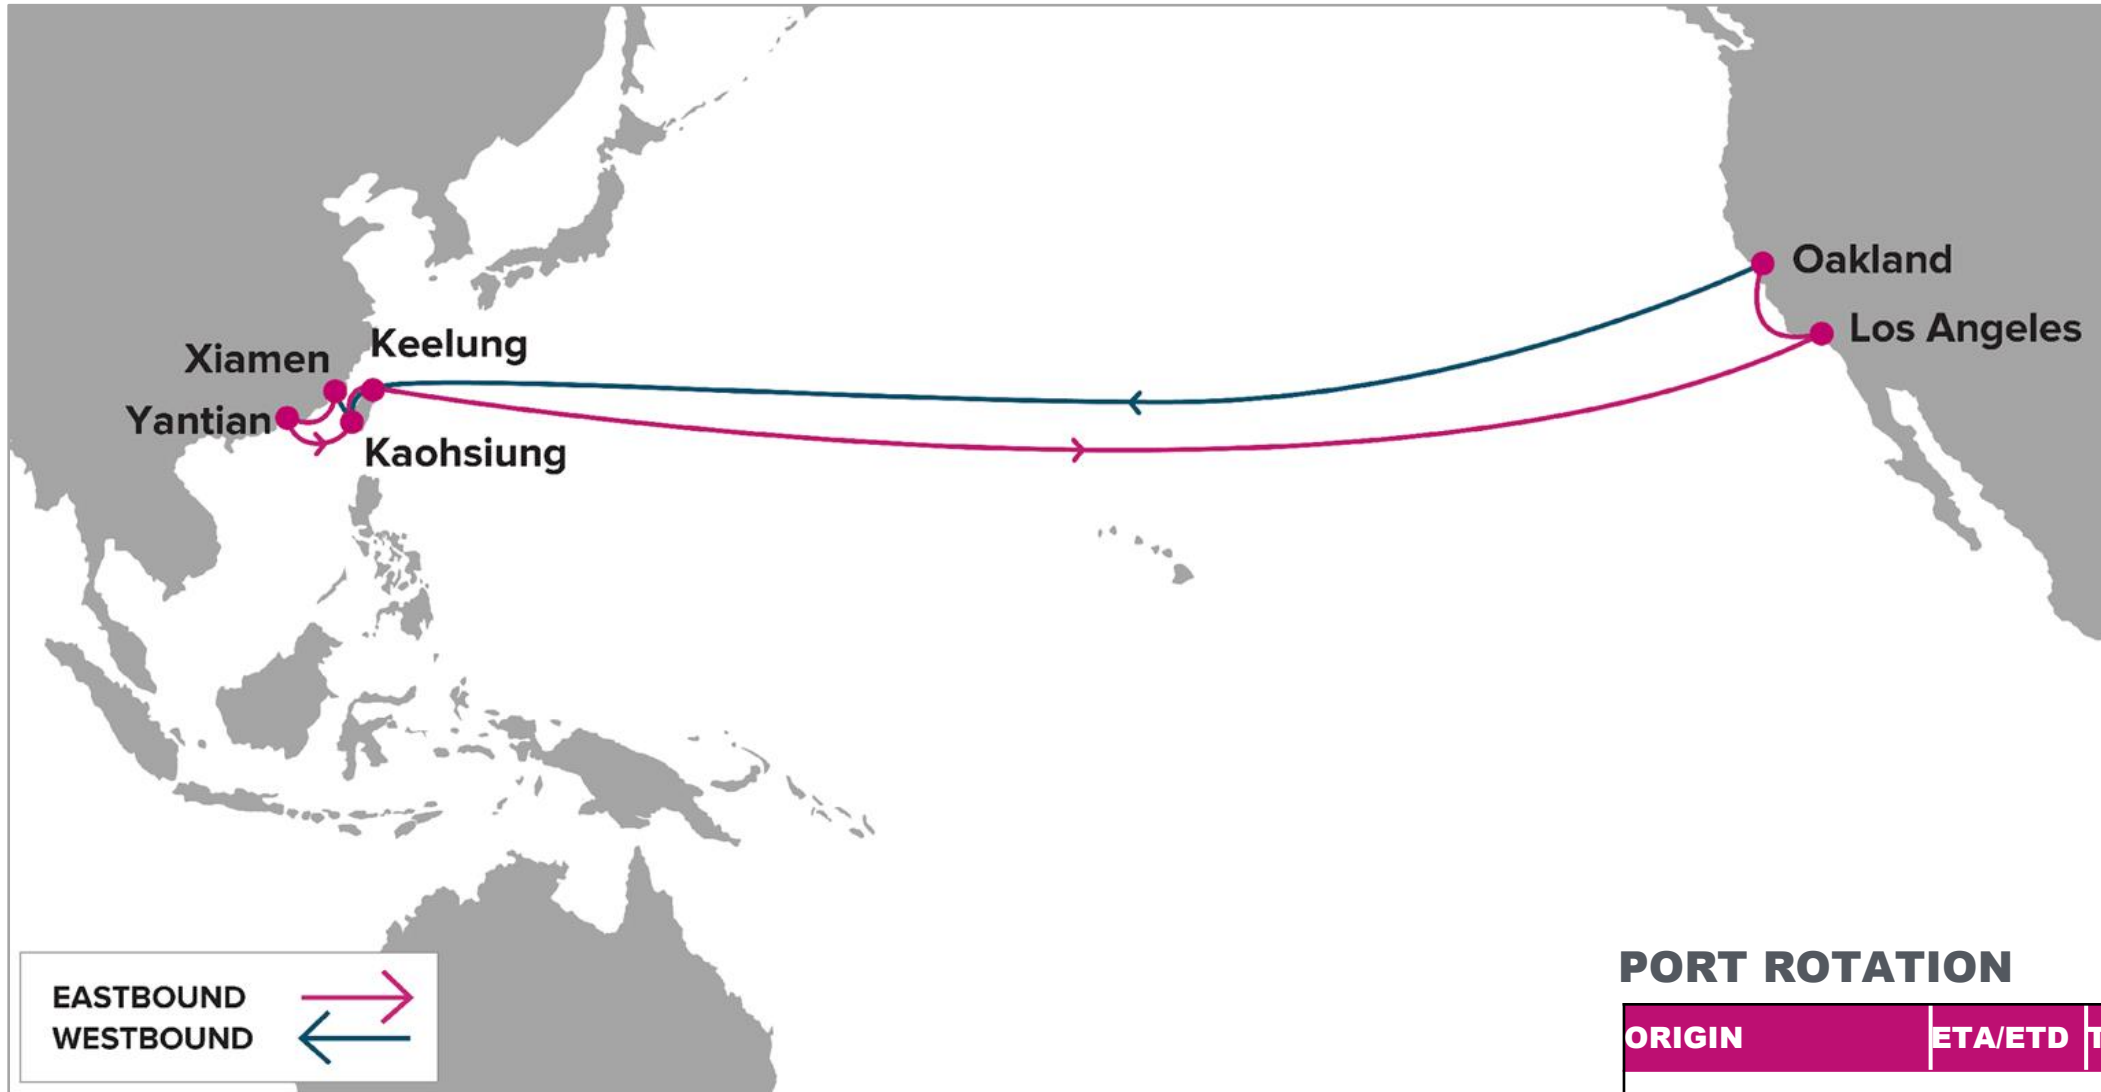 Oakland
Los Angeles
Keelung
Xiamen
Yantian
Kaohsiung
EASTBOUND
WESTBOUND
PORT ROTATION
ORIGIN ETA/ETD T